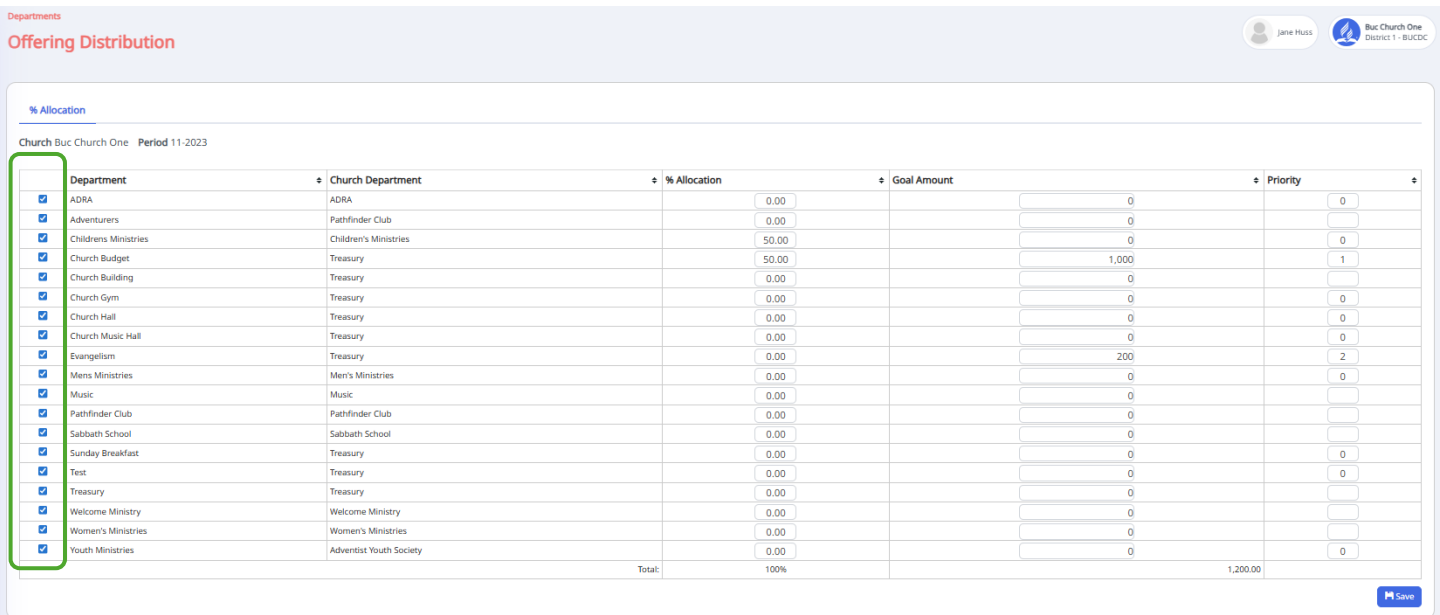 Departments
Offering Distribution
Jane Huss
Buc Church One
District 1 - BUCDC
% Allocation
Church Buc Church One Period 11-2023
Department Church Department % Allocation Goal Amount Priority
ADRA ADRA 0.00 0 0
Adventurers Pathfinder Club 0.00 0
Childrens Ministries Children's Ministries 50.00 0 0
Church Budget Treasury 50.00 1,000 1
Church Building Treasury 0.00 0
Church Gym Treasury 0.00 0 0
Church Hall Treasury 0.00 0 0
Church Music Hall Treasury 0.00 0 0
Evangelism Treasury 0.00 200 2
Mens Ministries Men's Ministries 0.00 0 0
Music Music 0.00 0
Pathfinder Club Pathfinder Club 0.00 0
Sabbath School Sabbath School 0.00 0
Sunday Breakfast Treasury 0.00 0 0
Test Treasury 0.00 0 0
Treasury Treasury 0.00 0
Welcome Ministry Welcome Ministry 0.00 0
Women's Ministries Women's Ministries 0.00 0
Youth Ministries Adventist Youth Society 0.00 0 0
Total: 100% 1,200.00
Save